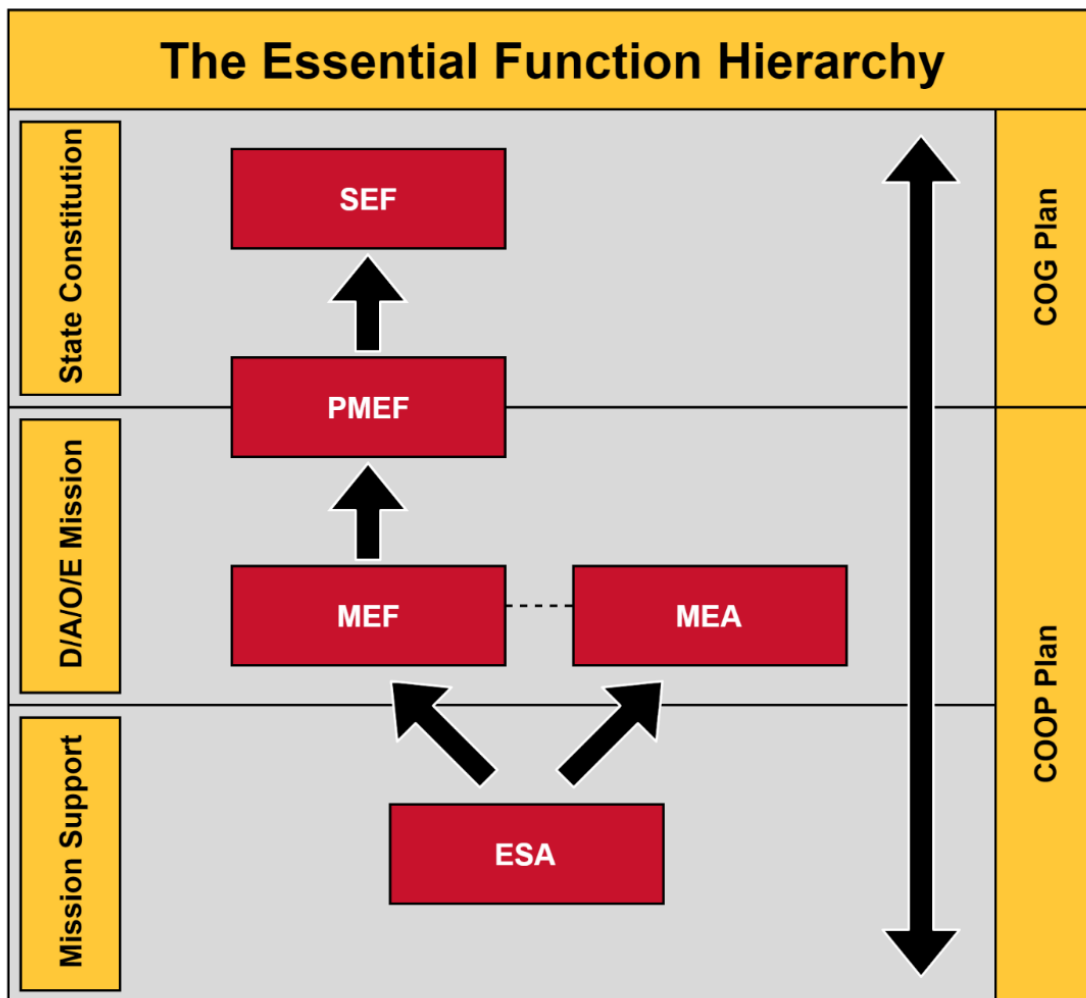 The Essential Function Hierarchy
State Constitution
SEF
COG Plan
PMEF
D/A/O/E Mission
MEF
MEA
COOP Plan
Mission Support
ESA